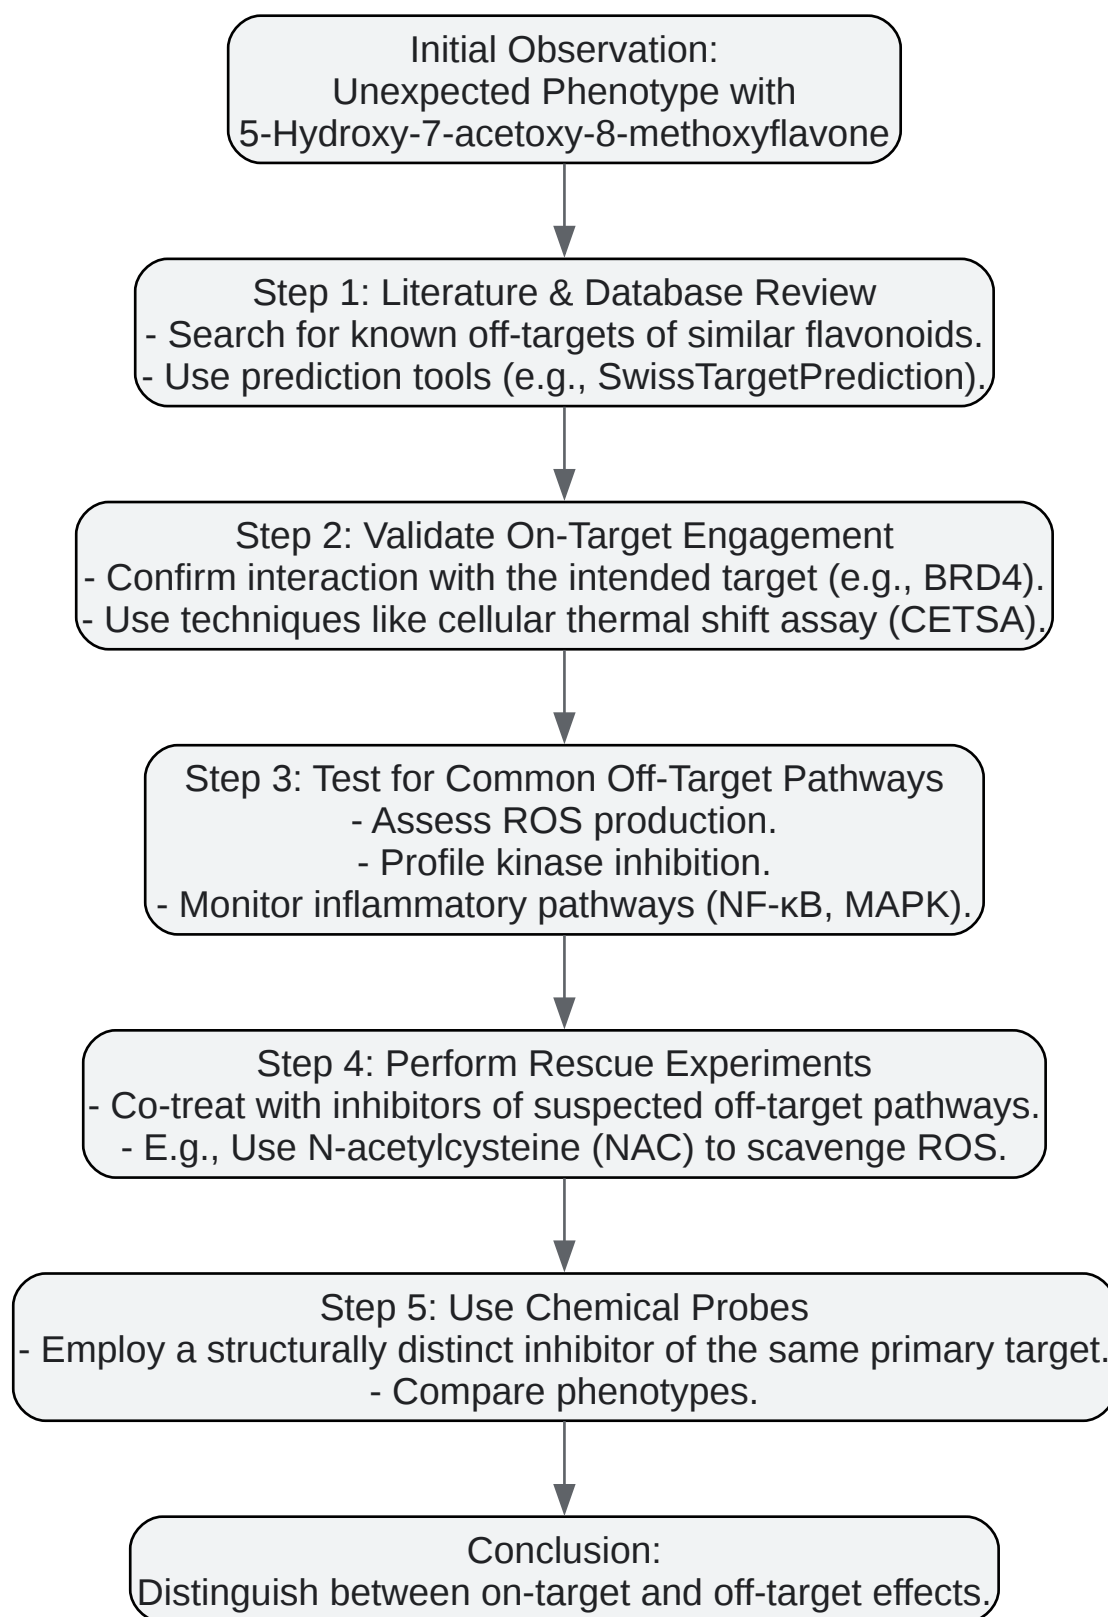 Initial Observation:
Unexpected Phenotype with
5-Hydroxy-7-acetoxy-8-methoxyflavone
Step 1: Literature & Database Review
- Search for known off-targets of similar flavonoids.
- Use prediction tools (e.g., SwissTargetPrediction).
Step 2: Validate On-Target Engagement
- Confirm interaction with the intended target (e.g., BRD4).
- Use techniques like cellular thermal shift assay (CETSA).
Step 3: Test for Common Off-Target Pathways
- Assess ROS production.
- Profile kinase inhibition.
- Monitor inflammatory pathways (NF-κB, MAPK).
Step 4: Perform Rescue Experiments
- Co-treat with inhibitors of suspected off-target pathways.
- E.g., Use N-acetylcysteine (NAC) to scavenge ROS.
Step 5: Use Chemical Probes
- Employ a structurally distinct inhibitor of the same primary target.
- Compare phenotypes.
Conclusion:
Distinguish between on-target and off-target effects.